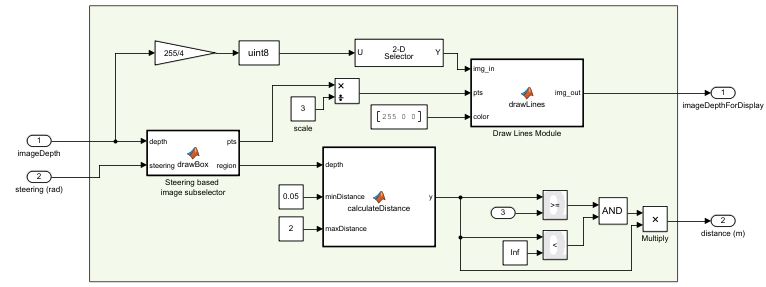 255/4
uint8
U
2-D
Selector
Y
img_in
pts
color
drawLines
img_out
Draw Lines Module
1
imageDepthForDisplay
×
÷
3
scale
[255 0 0]
1
imageDepth
2
steering (rad)
depth
steering
drawBox
pts
region
Steering based
image subselector
depth
minDistance
maxDistance
calculateDistance
y
0.05
2
3
>=
Inf
<
AND
×
Multiply
2
distance (m)